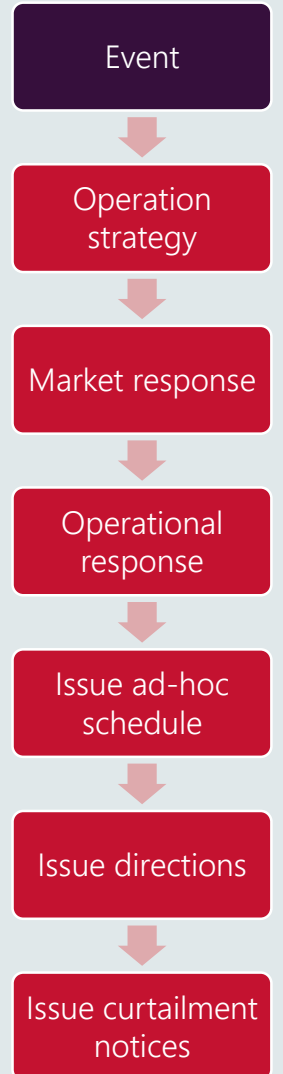 Event
Operation
strategy
Market response
Operational
response
Issue ad-hoc
schedule
Issue directions
Issue curtailment
notices